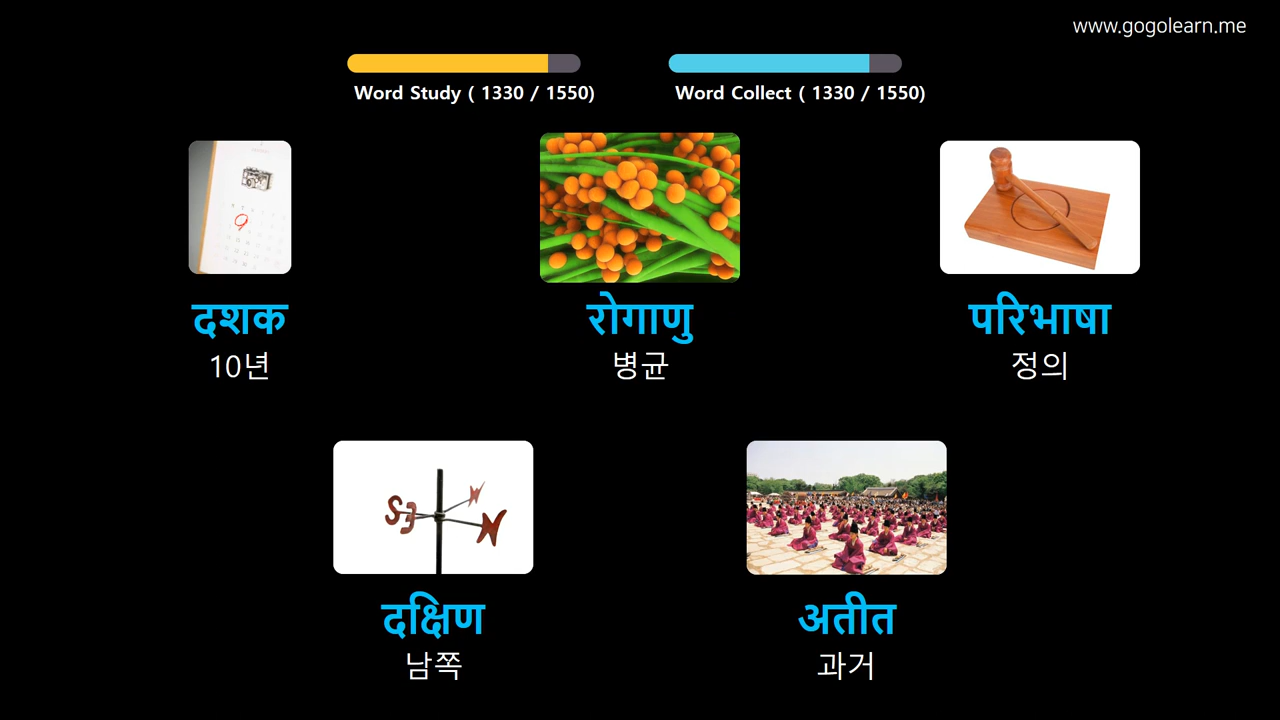 www.gogolearn.me
Word Study ( 1330 / 1550)
Word Collect ( 1330 / 1550)
दशक
10년
रोगाणु
병균
परिभाषा
정의
दक्षिण
남쪽
अतीत
과거